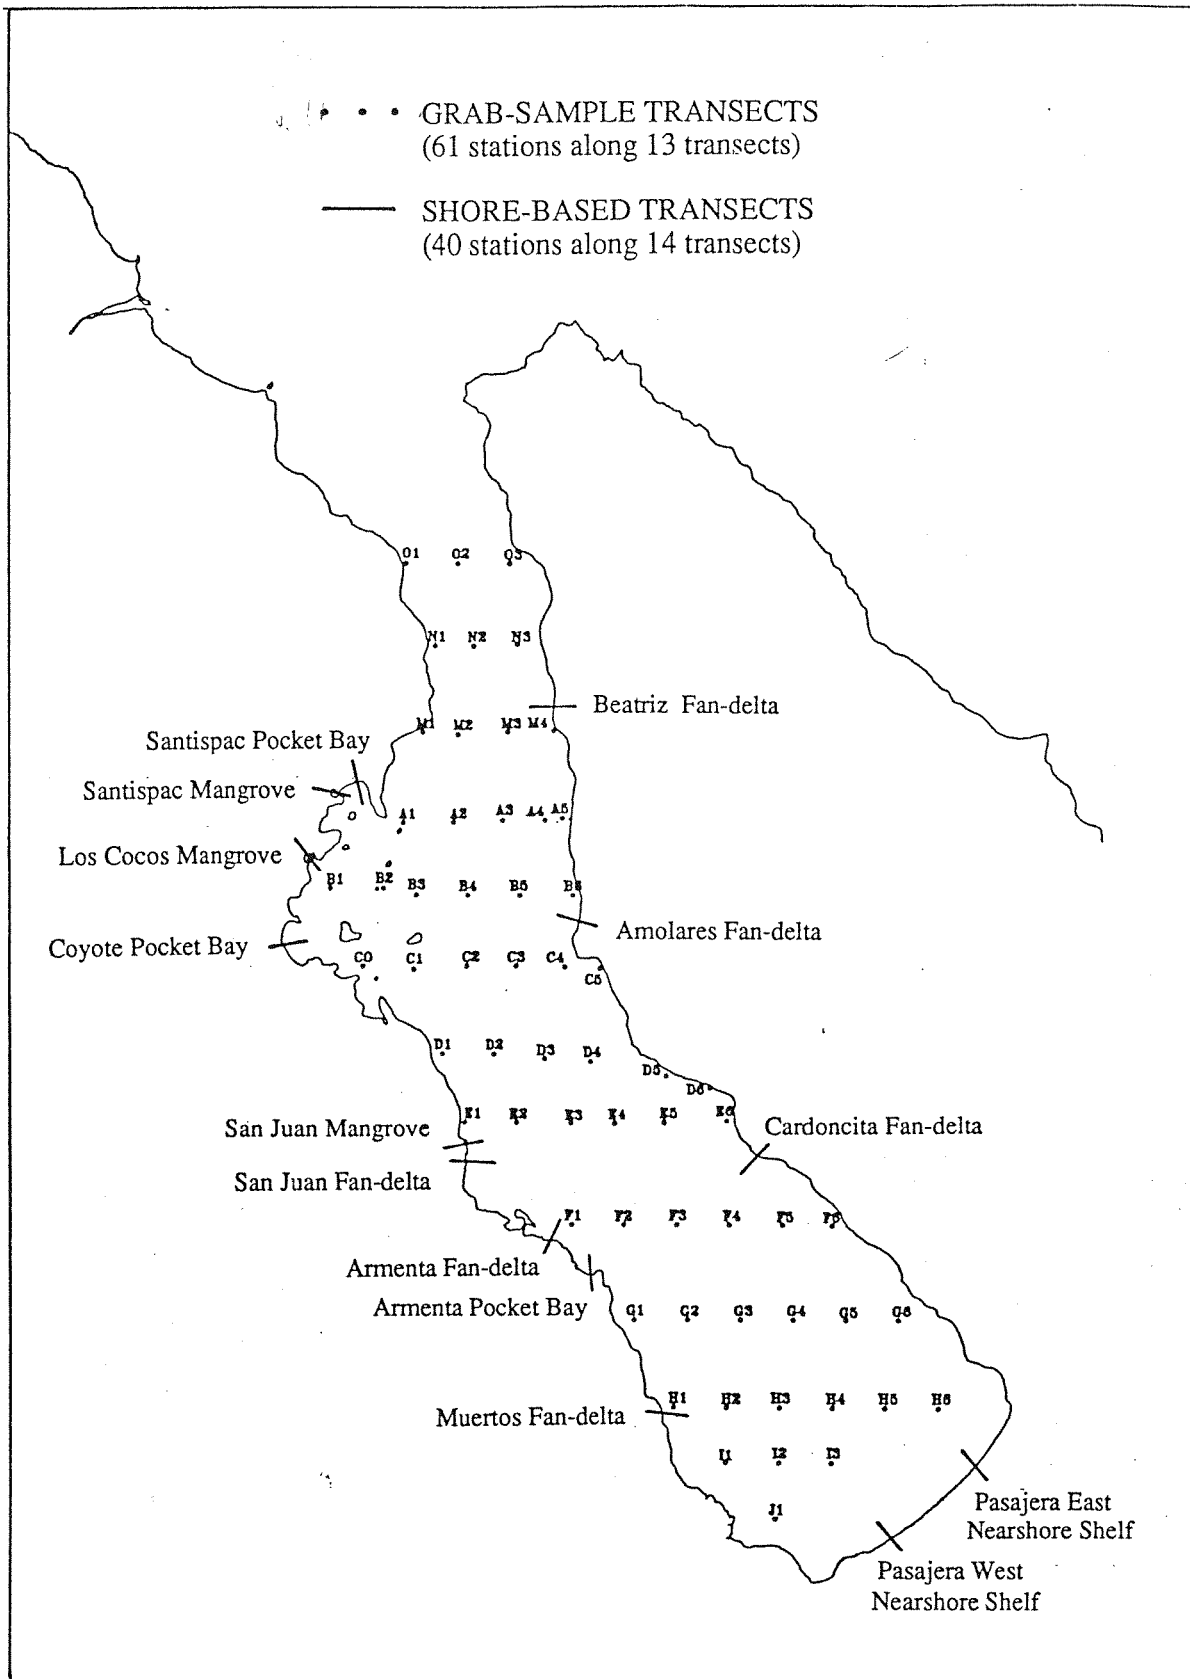 GRAB-SAMPLE TRANSECTS
(61 stations along 13 transects)
SHORE-BASED TRANSECTS
(40 stations along 14 transects)
O1 O2 O3
N1 N2 N3
Beatriz Fan-delta
M1 M2 M3 M4
Santispac Pocket Bay
Santispac Mangrove
A1 A2 A3 A4 A5
Los Cocos Mangrove
B1 B2 B3 B4 B5 B6
Amolares Fan-delta
Coyote Pocket Bay
C0 C1 C2 C3 C4 C5
D1 D2 D3 D4 D5 D6
E1 E2 E3 E4 E5 E6
San Juan Mangrove
Cardoncita Fan-delta
San Juan Fan-delta
F1 F2 F3 F4 F5 F6
Armenta Fan-delta
Armenta Pocket Bay
G1 G2 G3 G4 G5 G6
H1 H2 H3 H4 H5 H6
Muertos Fan-delta
I1 I2 I3
J1
Pasajera East
Nearshore Shelf
Pasajera West
Nearshore Shelf